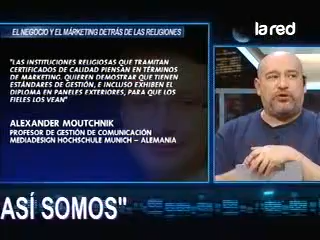 la red
EL NEGOCIO Y EL MÁRKETING DETRÁS DE LAS RELIGIONES
"LAS INSTITUCIONES RELIGIOSAS QUE TRAMITAN
CERTIFICADOS DE CALIDAD PIENSAN EN TÉRMINOS
DE MARKETING. QUIEREN DEMOSTRAR QUE TIENEN
ESTÁNDARES DE GESTIÓN, E INCLUSO EXHIBEN EL
DIPLOMA EN PANELES EXTERIORES, PARA QUE LOS
FIELES LOS VEAN"
ALEXANDER MOUTCHNIK
PROFESOR DE GESTIÓN DE COMUNICACIÓN
MEDIADESIGN HOCHSCHULE MUNICH – ALEMANIA
ASÍ SOMOS"